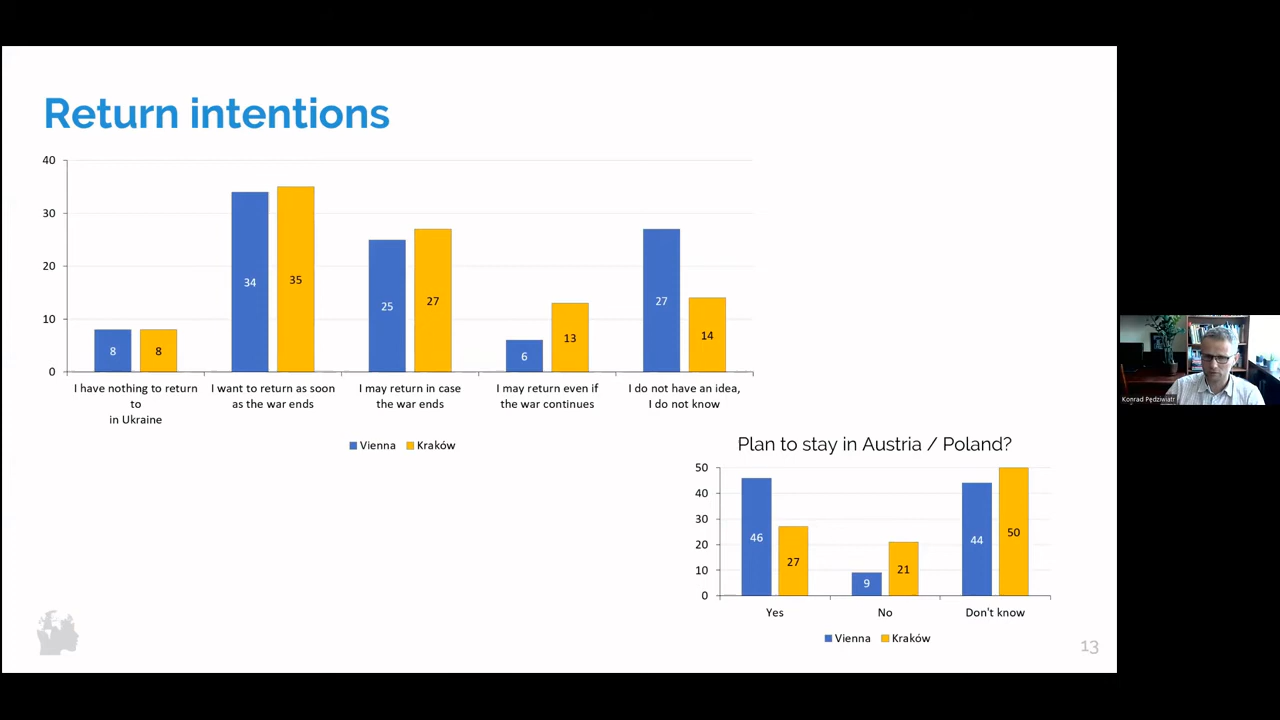 Return intentions
40
30
20
10
0
34
35
25
27
27
14
13
6
8
8
I have nothing to return
to
in Ukraine
I want to return as soon
as the war ends
I may return in case
the war ends
I may return even if
the war continues
I do not have an idea,
I do not know
Vienna Kraków
Plan to stay in Austria / Poland?
50
40
30
20
10
0
46
27
9
21
44
50
Yes
No
Don't know
Vienna Kraków
13
Konrad Pędziwiatr